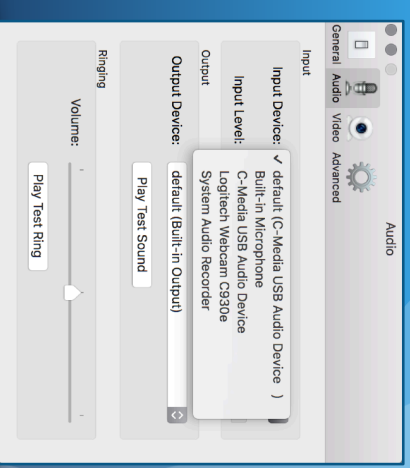 Audio
General Audio Video Advanced
Input
Input Device: ✓ default (C-Media USB Audio Device )
Built-in Microphone
Input Level: C-Media USB Audio Device
Logitech Webcam C930e
System Audio Recorder
Output
Output Device: default (Built-in Output)
Play Test Sound
Ringing
Volume:
Play Test Ring